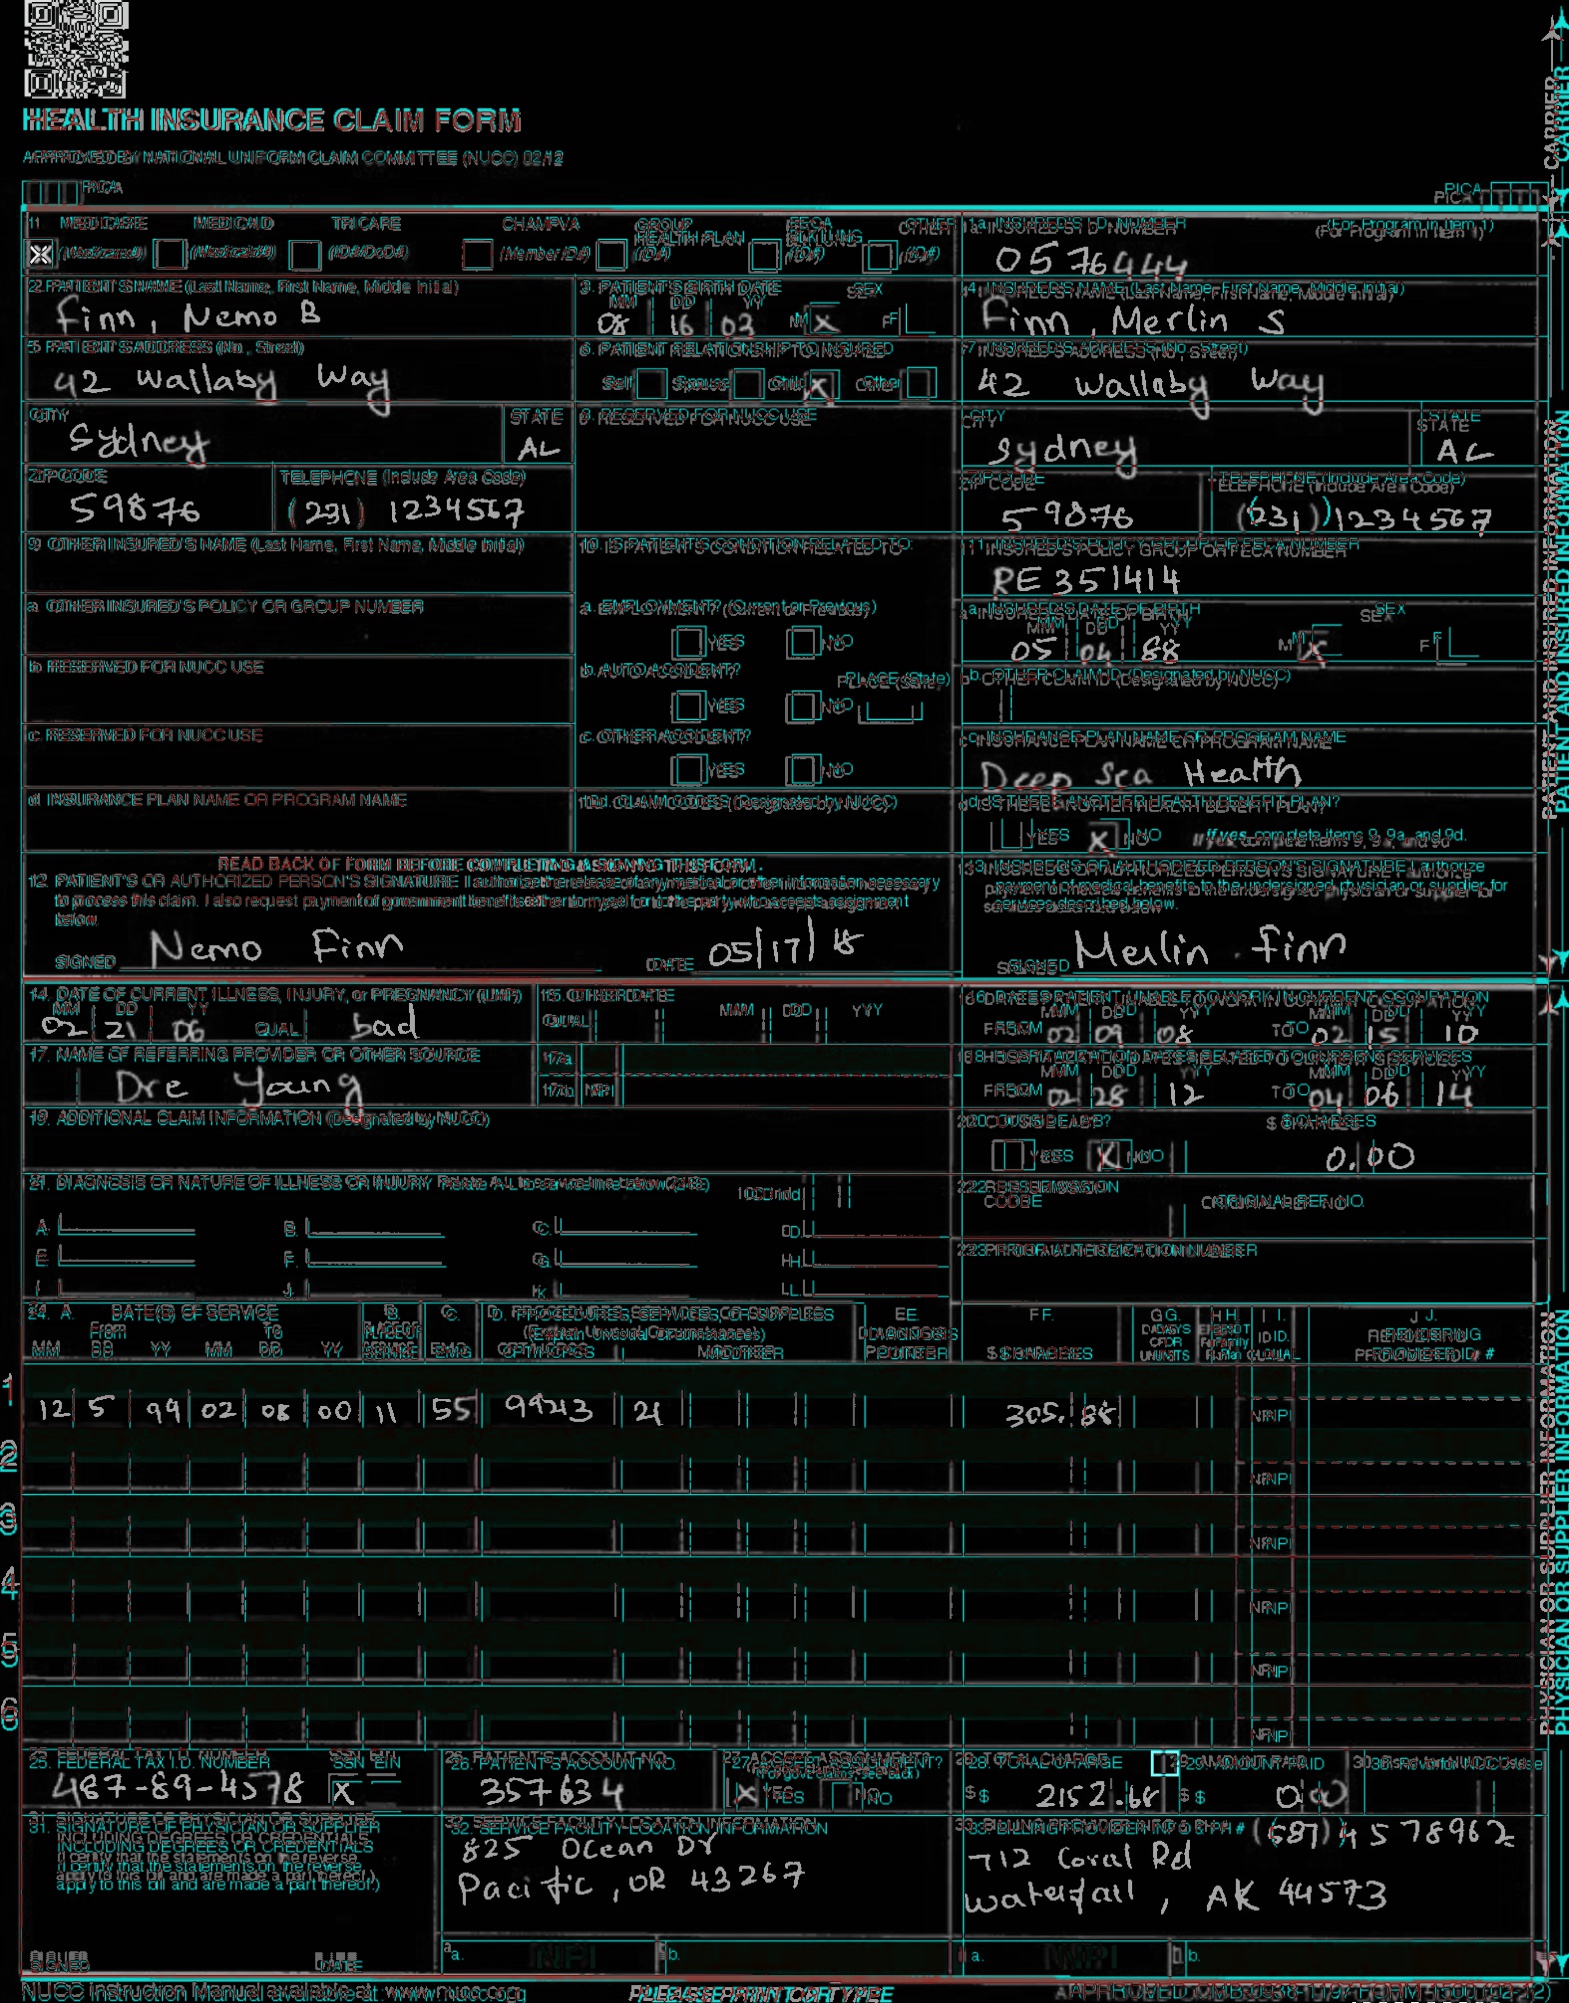 HEALTH INSURANCE CLAIM FORM
APPROVED BY NATIONAL UNIFORM CLAIM COMMITTEE (NUCC) 02/12
PICA PICA
1. MEDICARE MEDICAID TRICARE CHAMPVA GROUP HEALTH PLAN FECA BLK LUNG OTHER 1a. INSURED'S I.D. NUMBER (For Program in Item 1)
X (Medicare#) (Medicaid#) (ID#/DoD#) (Member ID#) (ID#) (ID#) (ID#) 0576444
2. PATIENT'S NAME (Last Name, First Name, Middle Initial) 3. PATIENT'S BIRTH DATE SEX 4. INSURED'S NAME (Last Name, First Name, Middle Initial)
MM DD YY
Finn, Nemo B 08 16 03 M X F Finn, Merlin S
5. PATIENT'S ADDRESS (No., Street) 6. PATIENT RELATIONSHIP TO INSURED 7. INSURED'S ADDRESS (No., Street)
42 Wallaby Way Self Spouse Child X Other 42 Wallaby Way
CITY STATE 8. RESERVED FOR NUCC USE CITY STATE
Sydney AL Sydney AL
ZIP CODE TELEPHONE (Include Area Code) ZIP CODE TELEPHONE (Include Area Code)
59876 (231) 1234567 59876 (231) 1234567
9. OTHER INSURED'S NAME (Last Name, First Name, Middle Initial) 10. IS PATIENT'S CONDITION RELATED TO: 11. INSURED'S POLICY GROUP OR FECA NUMBER
RE 351414
a. OTHER INSURED'S POLICY OR GROUP NUMBER a. EMPLOYMENT? (Current or Previous) a. INSURED'S DATE OF BIRTH SEX
MM DD YY
YES NO 05 04 88 M X F
b. RESERVED FOR NUCC USE b. AUTO ACCIDENT? PLACE (State) b. OTHER CLAIM ID (Designated by NUCC)
YES NO
c. RESERVED FOR NUCC USE c. OTHER ACCIDENT? c. INSURANCE PLAN NAME OR PROGRAM NAME
YES NO Deep Sea Health
d. INSURANCE PLAN NAME OR PROGRAM NAME 10d. CLAIM CODES (Designated by NUCC) d. IS THERE ANOTHER HEALTH BENEFIT PLAN?
YES X NO If yes, complete items 9, 9a, and 9d.
READ BACK OF FORM BEFORE COMPLETING & SIGNING THIS FORM.
12. PATIENT'S OR AUTHORIZED PERSON'S SIGNATURE I authorize the release of any medical or other information necessary
to process this claim. I also request payment of government benefits either to myself or to the party who accepts assignment
below.
13. INSURED'S OR AUTHORIZED PERSON'S SIGNATURE I authorize
payment of medical benefits to the undersigned physician or supplier for
services described below.
SIGNED Nemo Finn DATE 05/17/18 SIGNED Merlin Finn
14. DATE OF CURRENT ILLNESS, INJURY, or PREGNANCY (LMP) 15. OTHER DATE 16. DATES PATIENT UNABLE TO WORK IN CURRENT OCCUPATION
MM DD YY MM DD YY MM DD YY MM DD YY
02 21 06 QUAL. bad QUAL. FROM 02 09 08 TO 02 15 10
17. NAME OF REFERRING PROVIDER OR OTHER SOURCE 17a. 18. HOSPITALIZATION DATES RELATED TO CURRENT SERVICES
MM DD YY MM DD YY
Dre Young 17b. NPI FROM 02 28 12 TO 04 06 14
19. ADDITIONAL CLAIM INFORMATION (Designated by NUCC) 20. OUTSIDE LAB? $ CHARGES
YES X NO 0.00
21. DIAGNOSIS OR NATURE OF ILLNESS OR INJURY Relate A-L to service line below (24E) ICD Ind. 22. RESUBMISSION CODE ORIGINAL REF. NO.
A. B. C. D.
E. F. G. H. 23. PRIOR AUTHORIZATION NUMBER
I. J. K. L.
24. A. DATE(S) OF SERVICE B. C. D. PROCEDURES, SERVICES, OR SUPPLIES E. F. G. H. I. J.
From To PLACE OF SERVICE (Explain Unusual Circumstances) DIAGNOSIS POINTER DAYS OR UNITS EPSDT Family Plan ID. QUAL. RENDERING PROVIDER ID. #
MM DD YY MM DD YY EMG CPT/HCPCS MODIFIER $ CHARGES
1 12 5 99 02 08 00 11 55 99213 21 305. 88 NPI
2 NPI
3 NPI
4 NPI
5 NPI
6 NPI
25. FEDERAL TAX I.D. NUMBER SSN EIN 26. PATIENT'S ACCOUNT NO. 27. ACCEPT ASSIGNMENT? 28. TOTAL CHARGE 29. AMOUNT PAID 30. Rsvd for NUCC Use
(For govt. claims, see back)
487-89-4578 X 357634 X YES NO $ 2152.68 $ 0.00
31. SIGNATURE OF PHYSICIAN OR SUPPLIER
INCLUDING DEGREES OR CREDENTIALS
(I certify that the statements on the reverse
apply to this bill and are made a part thereof.)
SIGNED DATE
32. SERVICE FACILITY LOCATION INFORMATION
825 Ocean Dr
Pacific, OR 43267
a. NPI b.
33. BILLING PROVIDER INFO & PH # (687) 4578962
712 Coral Rd
Waterfall, AK 44573
a. NPI b.
NUCC Instruction Manual available at: www.nucc.org PLEASE PRINT OR TYPE
CARRIER
PATIENT AND INSURED INFORMATION
PHYSICIAN OR SUPPLIER INFORMATION